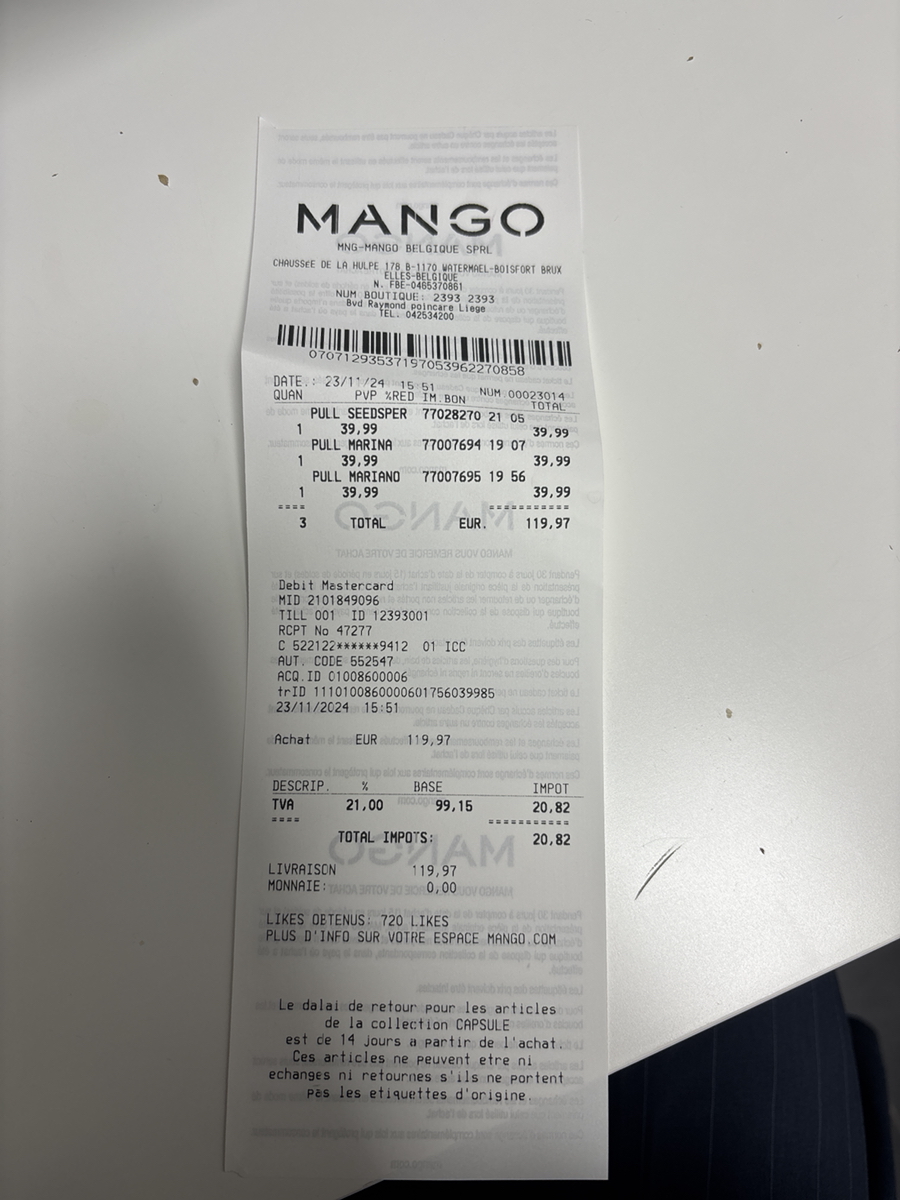 MANGO
MNG-MANGO BELGIQUE SPRL
CHAUSSEE DE LA HULPE 178 B-1170 WATERMAEL-BOISFORT BRUX
ELLES-BELGIQUE
N. FBE-0465370861
NUM BOUTIQUE: 2393 2393
Bvd Raymond poincare Liege
TEL. 042534200
07071293537197053962270858
DATE.: 23/11/24 15:51 NUM.00023014
QUAN PVP %RED IM.BON TOTAL
PULL SEEDSPER 77028270 21 05
1 39,99 39,99
PULL MARINA 77007694 19 07
1 39,99 39,99
PULL MARIANO 77007695 19 56
1 39,99 39,99
==== ===========
3 TOTAL EUR. 119,97
Debit Mastercard
MID 2101849096
TILL 001 ID 12393001
RCPT No 47277
C 522122******9412 01 ICC
AUT. CODE 552547
ACQ.ID 01008600006
trID 1110100860000601756039985
23/11/2024 15:51
Achat EUR 119,97
DESCRIP. % BASE IMPOT
TVA 21,00 99,15 20,82
==== ===========
TOTAL IMPOTS: 20,82
LIVRAISON 119,97
MONNAIE: 0,00
LIKES OBTENUS: 720 LIKES
PLUS D'INFO SUR VOTRE ESPACE MANGO.COM
Le dalai de retour pour les articles
de la collection CAPSULE
est de 14 jours a partir de l'achat.
Ces articles ne peuvent etre ni
echanges ni retournes s'ils ne portent
pas les etiquettes d'origine.